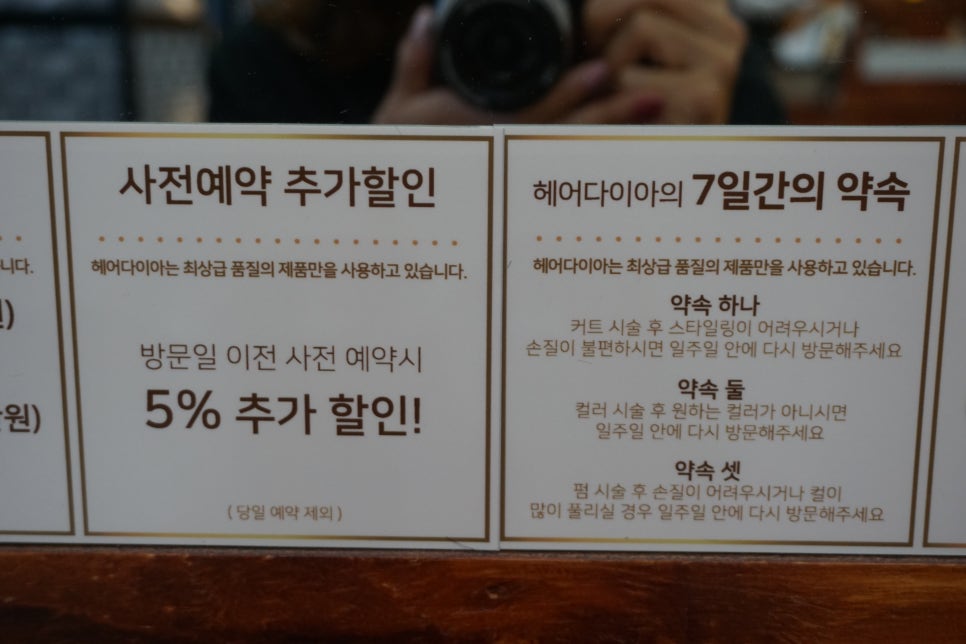 니다.
원)
사전예약 추가할인
헤어다이아는 최상급 품질의 제품만을 사용하고 있습니다.
방문일 이전 사전 예약시
5% 추가 할인!
( 당일 예약 제외 )
헤어다이아의 7일간의 약속
헤어다이아는 최상급 품질의 제품만을 사용하고 있습니다.
약속 하나
커트 시술 후 스타일링이 어려우시거나
손질이 불편하시면 일주일 안에 다시 방문해주세요
약속 둘
컬러 시술 후 원하는 컬러가 아니시면
일주일 안에 다시 방문해주세요
약속 셋
펌 시술 후 손질이 어려우시거나 컬이
많이 풀리실 경우 일주일 안에 다시 방문해주세요